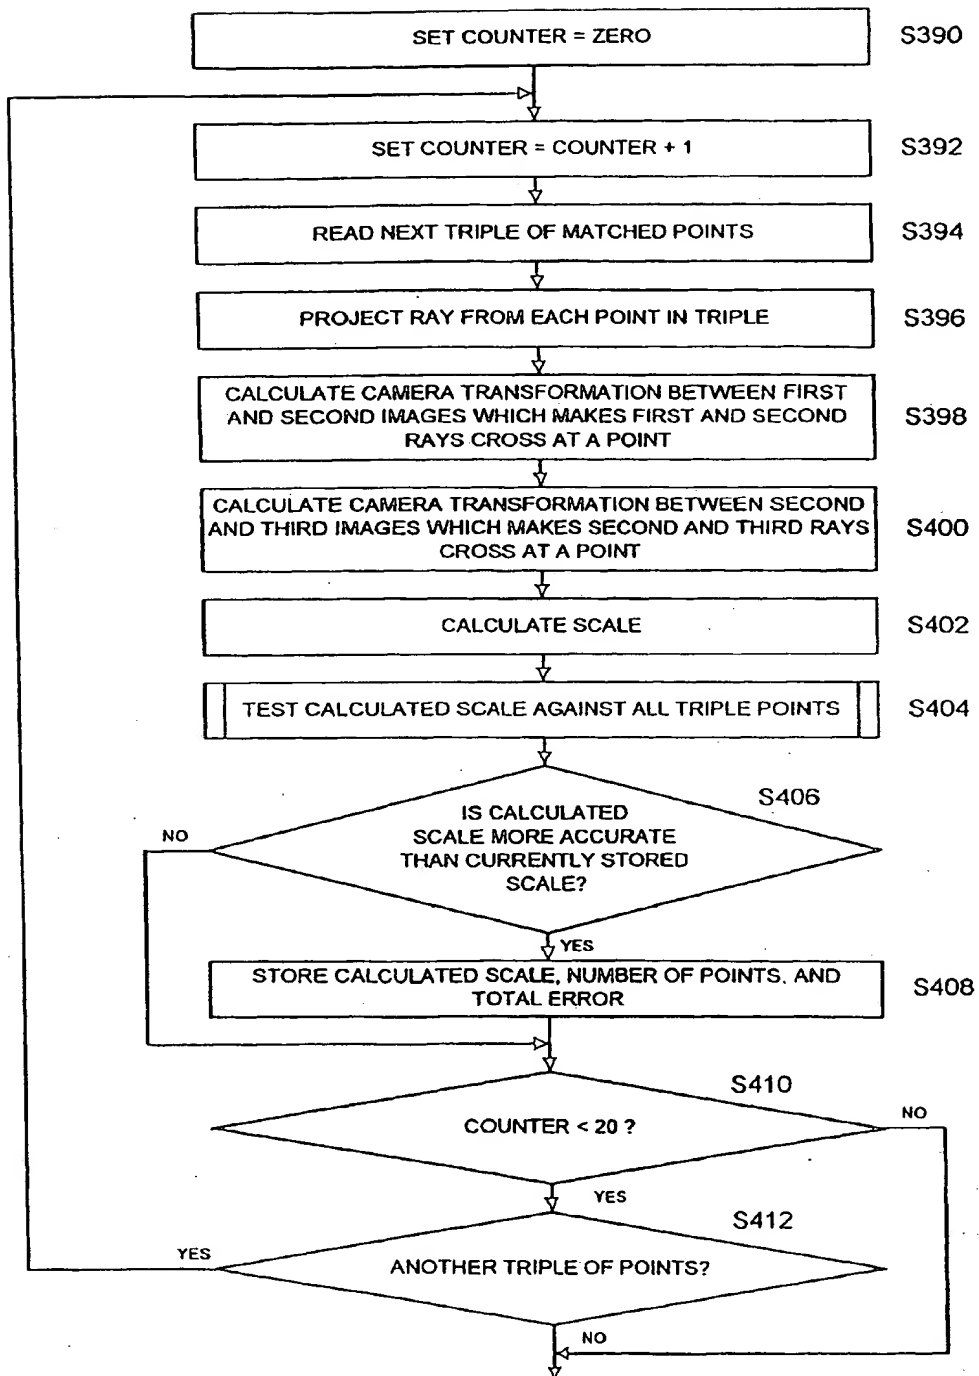 SET COUNTER = ZERO
S390
SET COUNTER = COUNTER + 1
S392
READ NEXT TRIPLE OF MATCHED POINTS
S394
PROJECT RAY FROM EACH POINT IN TRIPLE
S396
CALCULATE CAMERA TRANSFORMATION BETWEEN FIRST
AND SECOND IMAGES WHICH MAKES FIRST AND SECOND
RAYS CROSS AT A POINT
S398
CALCULATE CAMERA TRANSFORMATION BETWEEN SECOND
AND THIRD IMAGES WHICH MAKES SECOND AND THIRD RAYS
CROSS AT A POINT
S400
CALCULATE SCALE
S402
TEST CALCULATED SCALE AGAINST ALL TRIPLE POINTS
S404
S406
IS CALCULATED
SCALE MORE ACCURATE
THAN CURRENTLY STORED
SCALE?
NO
YES
STORE CALCULATED SCALE, NUMBER OF POINTS, AND
TOTAL ERROR
S408
S410
COUNTER < 20 ?
NO
YES
S412
YES
ANOTHER TRIPLE OF POINTS?
NO